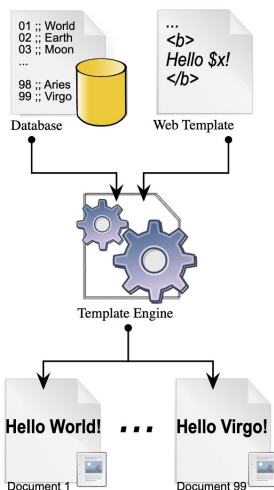 01 ;; World
02 ;; Earth
03 ;; Moon
...
98 ;; Aries
99 ;; Virgo
Database
...
<b>
Hello $x!
</b>
Web Template
Template Engine
Hello World!
...
Hello Virgo!
Document 1
Document 99